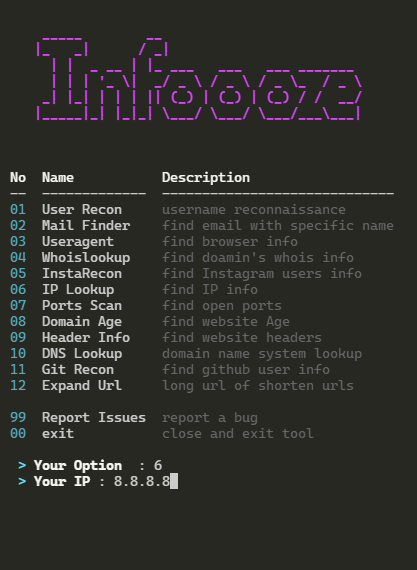 Infoooze
No  Name           Description
01  User Recon     username reconnaissance
02  Mail Finder    find email with specific name
03  Useragent      find browser info
04  Whoislookup    find doamin's whois info
05  InstaRecon     find Instagram users info
06  IP Lookup      find IP info
07  Ports Scan     find open ports
08  Domain Age     find website Age
09  Header Info    find website headers
10  DNS Lookup     domain name system lookup
11  Git Recon      find github user info
12  Expand Url     long url of shorten urls
99  Report Issues  report a bug
00  exit           close and exit tool
> Your Option  : 6
> Your IP : 8.8.8.8